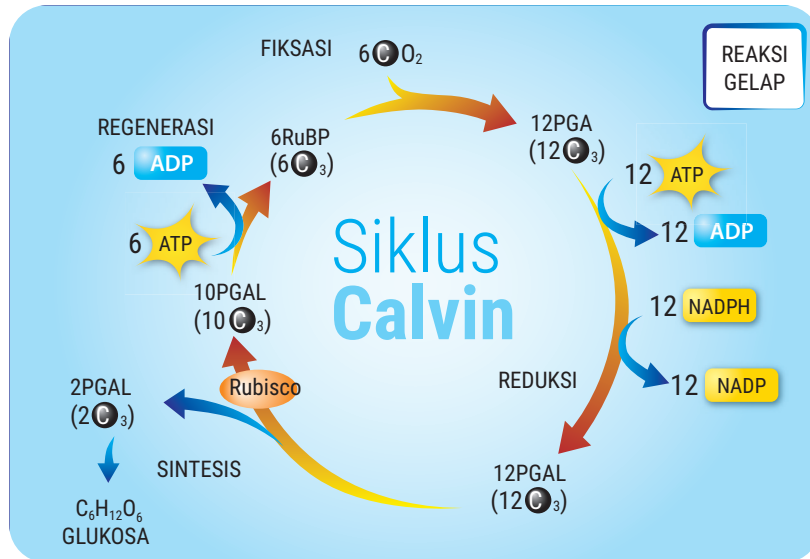 REAKSI
GELAP
FIKSASI
6CO₂
12PGA
(12C₃)
12 ATP
12 ADP
12 NADPH
12 NADP
REDUKSI
12PGAL
(12C₃)
Rubisco
SINTESIS
2PGAL
(2C₃)
C₆H₁₂O₆
GLUKOSA
10PGAL
(10C₃)
6 ATP
6 ADP
REGENERASI
6RuBP
(6C₃)
Siklus
Calvin